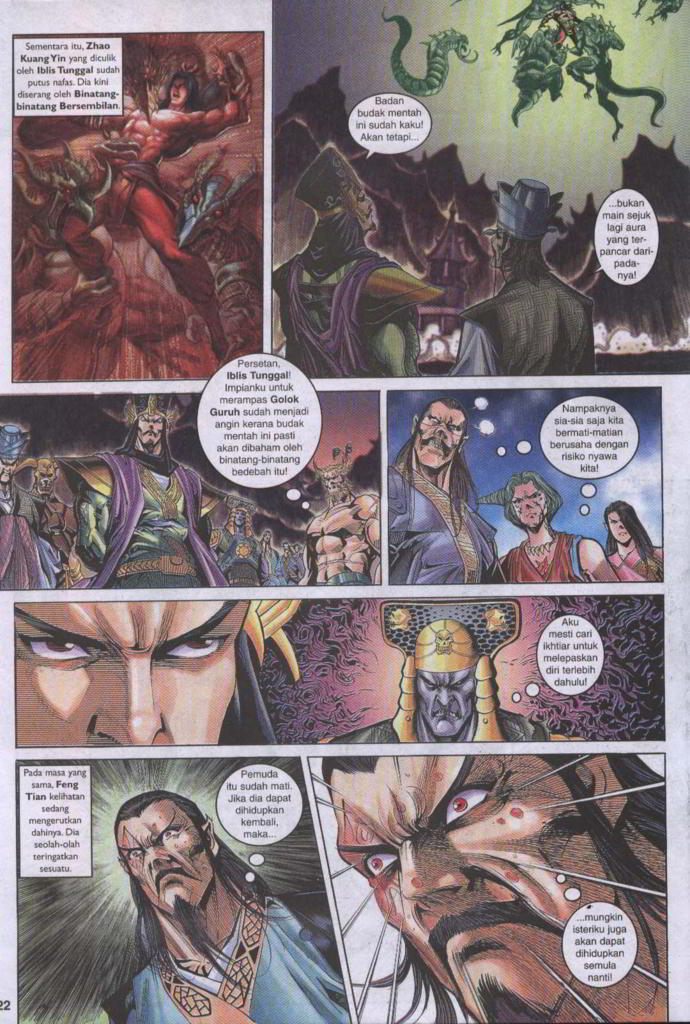 Sementara itu, Zhao
Kuang Yin yang diculik
oleh Iblis Tunggal sudah
putus nafas. Dia kini
diserang oleh Binatang-
binatang Bersembilan.
Badan
budak mentah
ini sudah kaku!
Akan tetapi...
...bukan
main sejuk
lagi aura
yang ter-
pancar dari-
pada-
nya!
Persetan,
Iblis Tunggal!
Impianku untuk
merampas Golok
Guruh sudah menjadi
angin kerana budak
mentah ini pasti
akan dibaham oleh
binatang-binatang
bedebah itu!
Nampaknya
sia-sia saja kita
bermati-matian
berusaha dengan
risiko nyawa
kita!
Aku
mesti cari
ikhtiar untuk
melepaskan
diri terlebih
dahulu!
Pada masa yang
sama, Feng
Tian kelihatan
sedang
mengerutkan
dahinya. Dia
seolah-olah
teringatkan
sesuatu.
Pemuda
itu sudah mati.
Jika dia dapat
dihidupkan
kembali,
maka...
...mungkin
isteriku juga
akan dapat
dihidupkan
semula
nanti!
22